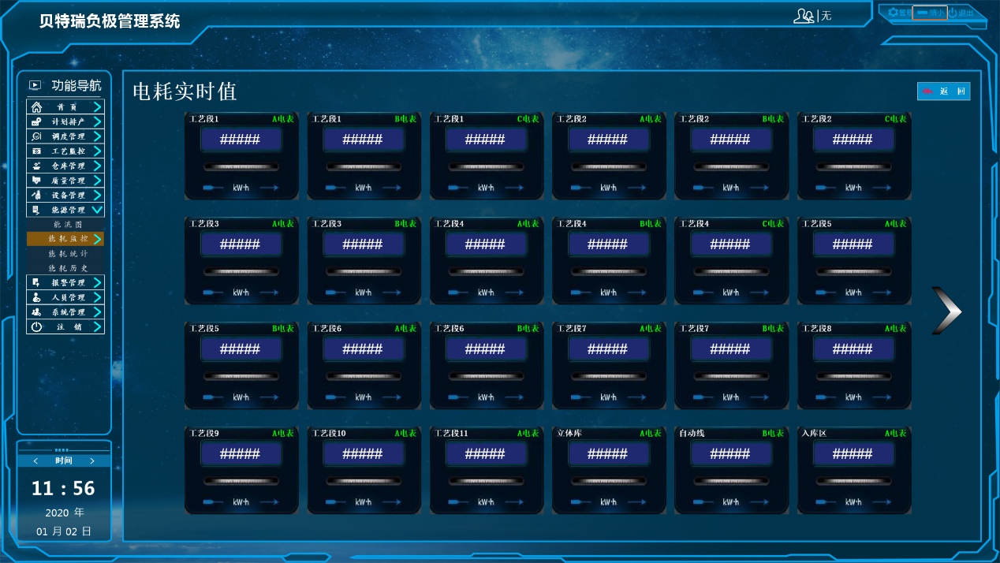 贝特瑞负极管理系统
无
管理 缩小 退出
功能导航
首 页
计划排产
调度管理
工艺监控
仓库管理
质量管理
设备管理
能源管理
能流图
能耗监控
能耗统计
能耗历史
报警管理
人员管理
系统管理
注 销
< 时间 >
11 : 56
2020 年
01 月 02 日
电耗实时值
返 回
工艺段1 A电表 工艺段1 B电表 工艺段1 C电表 工艺段2 A电表 工艺段2 B电表 工艺段2 C电表
##### ##### ##### ##### ##### #####
kW·h kW·h kW·h kW·h kW·h kW·h
工艺段3 A电表 工艺段3 B电表 工艺段4 A电表 工艺段4 B电表 工艺段4 C电表 工艺段5 A电表
##### ##### ##### ##### ##### #####
kW·h kW·h kW·h kW·h kW·h kW·h
工艺段5 B电表 工艺段6 A电表 工艺段6 B电表 工艺段7 A电表 工艺段7 B电表 工艺段8 A电表
##### ##### ##### ##### ##### #####
kW·h kW·h kW·h kW·h kW·h kW·h
工艺段9 A电表 工艺段10 A电表 工艺段11 A电表 立体库 A电表 自动线 B电表 入库区 A电表
##### ##### ##### ##### ##### #####
kW·h kW·h kW·h kW·h kW·h kW·h